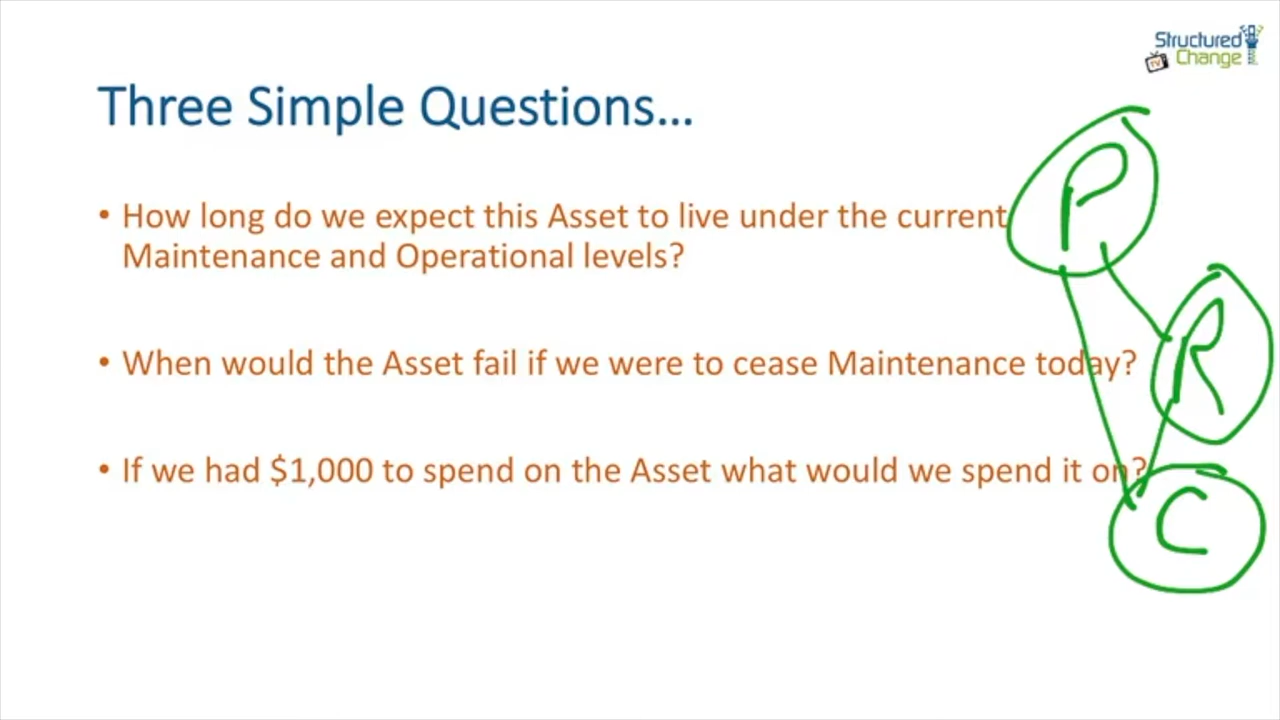 Structured
TV Change
Three Simple Questions...
• How long do we expect this Asset to live under the current
Maintenance and Operational levels?
P
R
• When would the Asset fail if we were to cease Maintenance today?
• If we had $1,000 to spend on the Asset what would we spend it on?
C